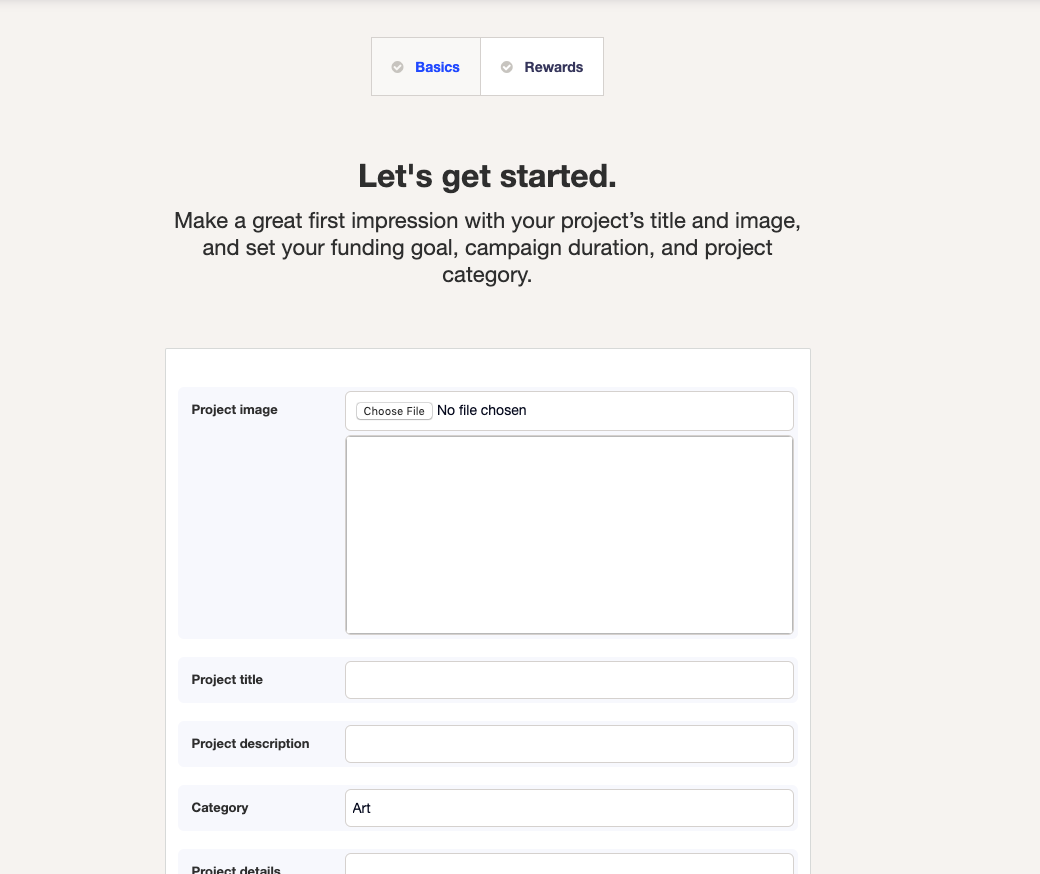 Basics
Rewards
Let's get started.
Make a great first impression with your project’s title and image,
and set your funding goal, campaign duration, and project
category.
Project image
Choose File No file chosen
Project title
Project description
Category
Art
Project details